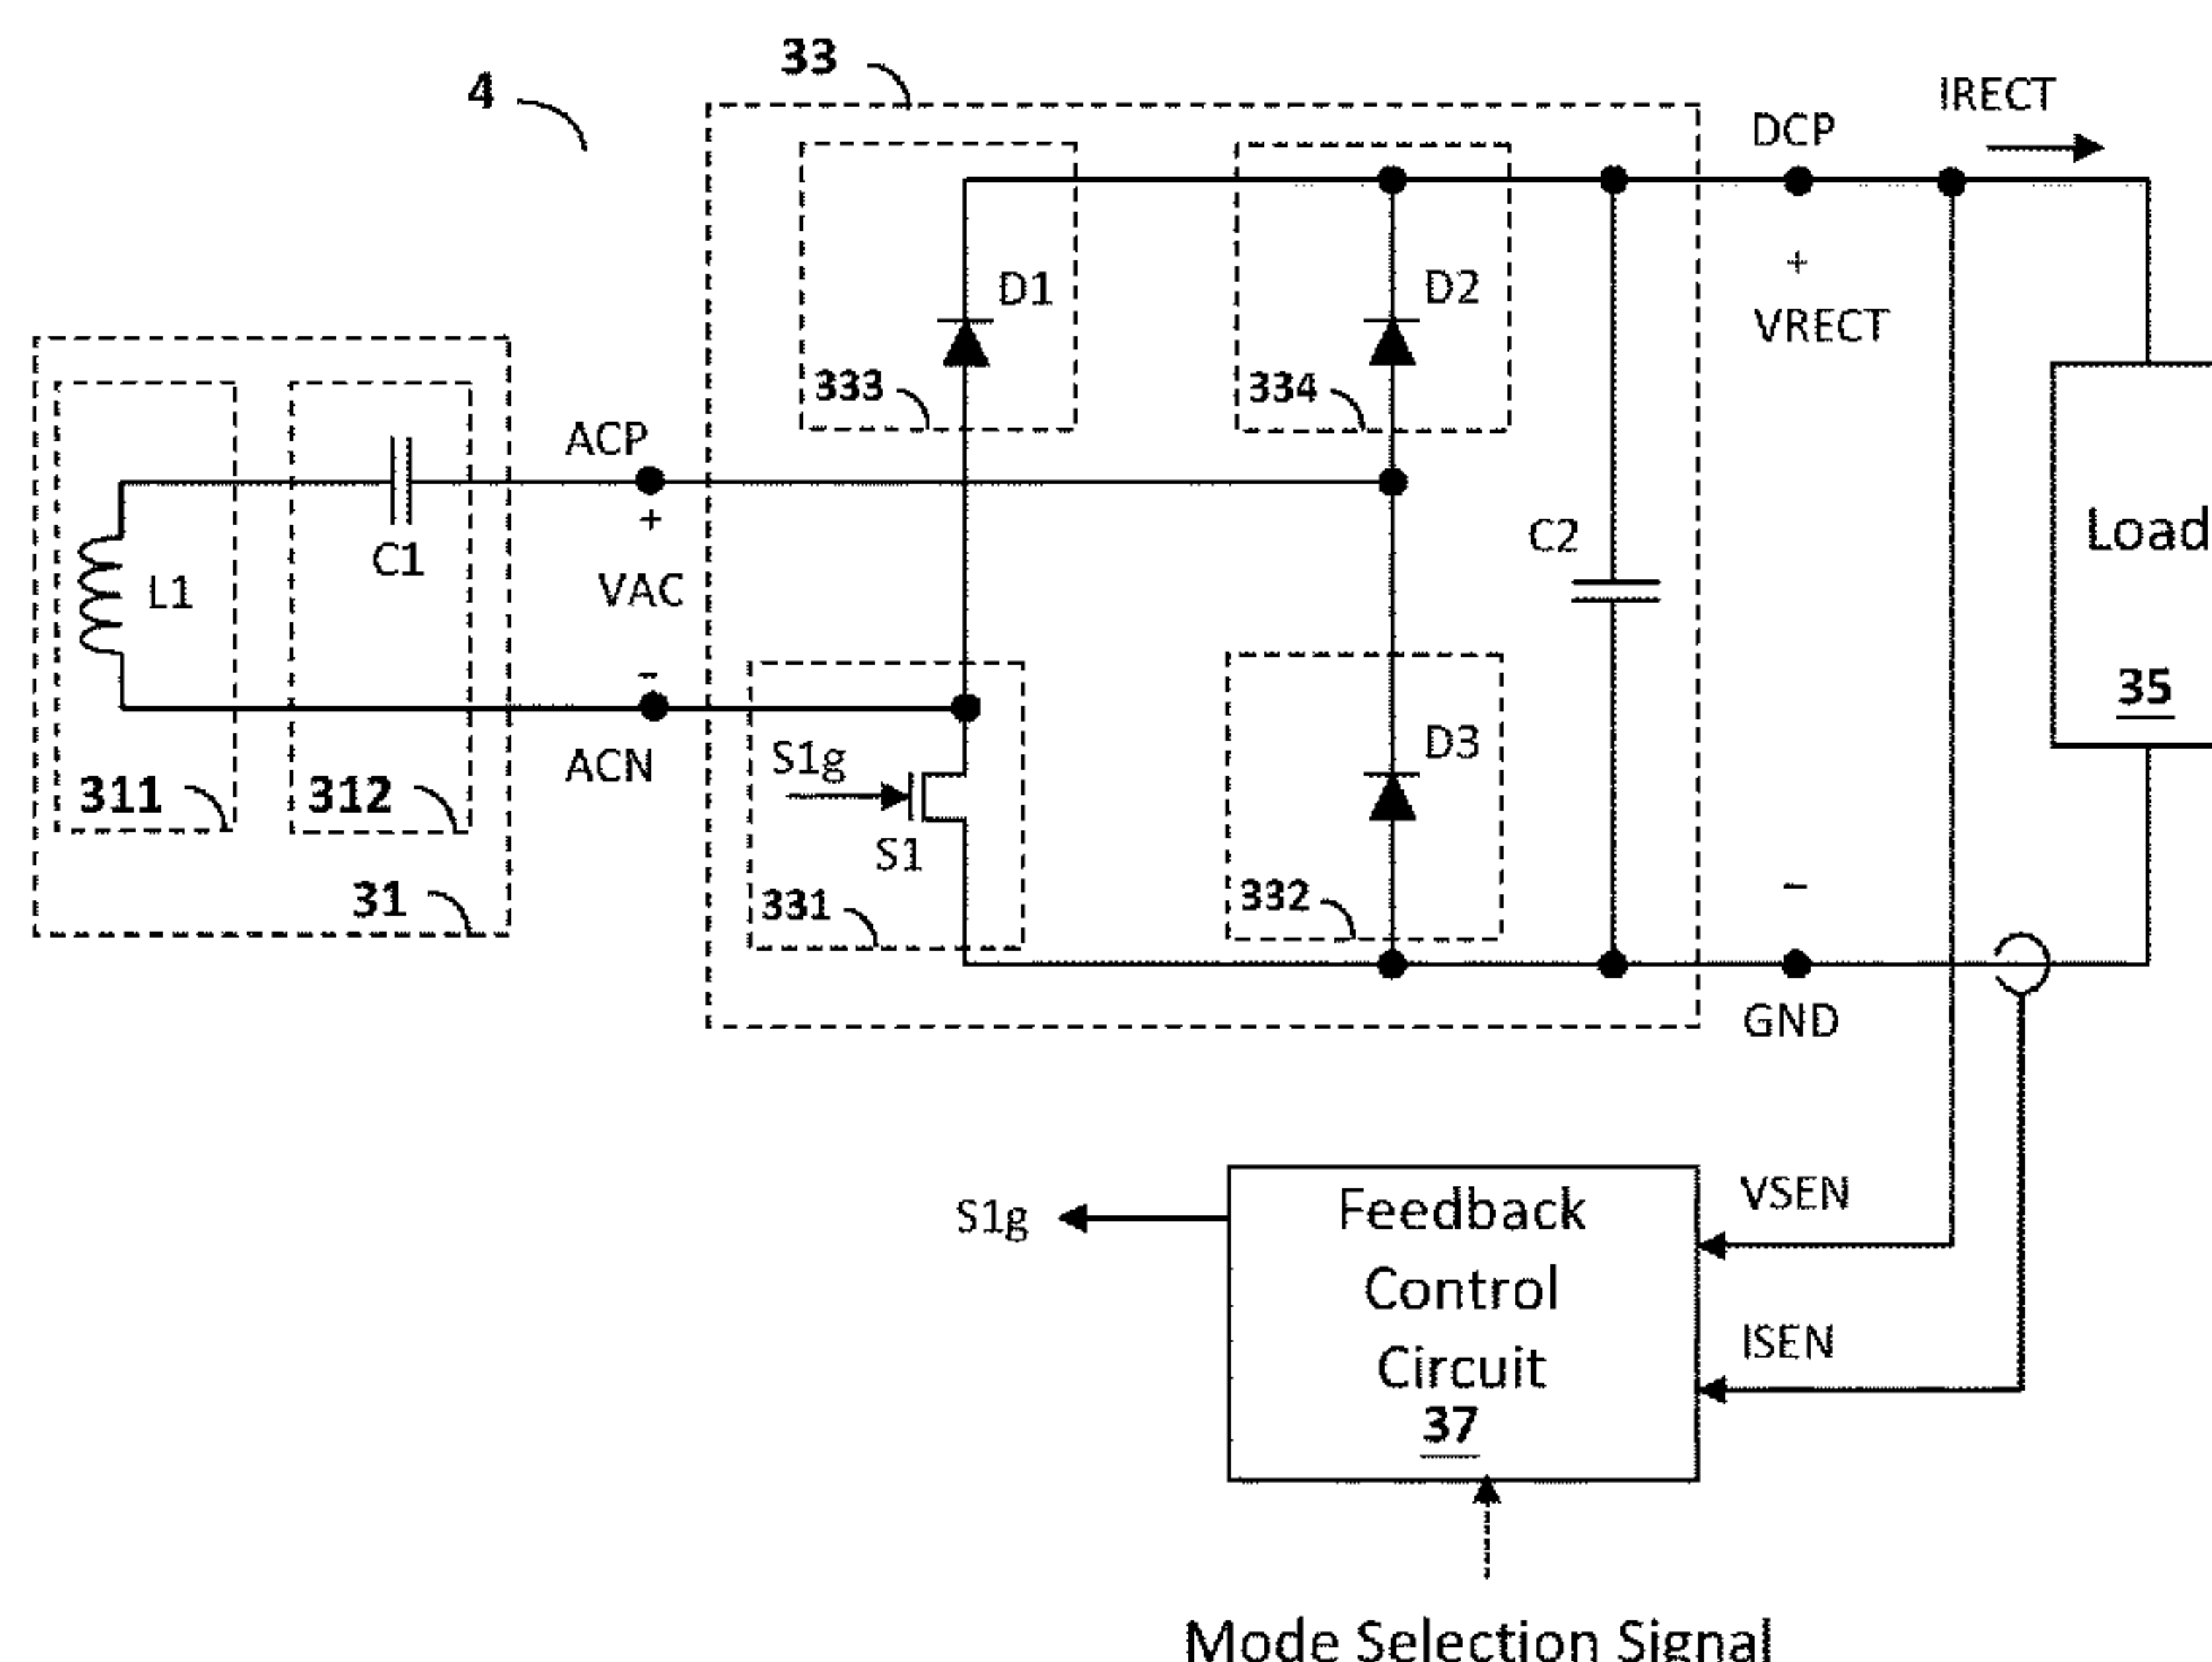 33
4
IRECT
DCP
D1
D2
+
VRECT
333
334
ACP
+
C1
C2
Load
L1
VAC
35
–
D3
S1g
ACN
311
312
S1
332
–
31
331
GND
VSEN
Feedback
S1g
Control
ISEN
Circuit
37
Mode Selection Signal